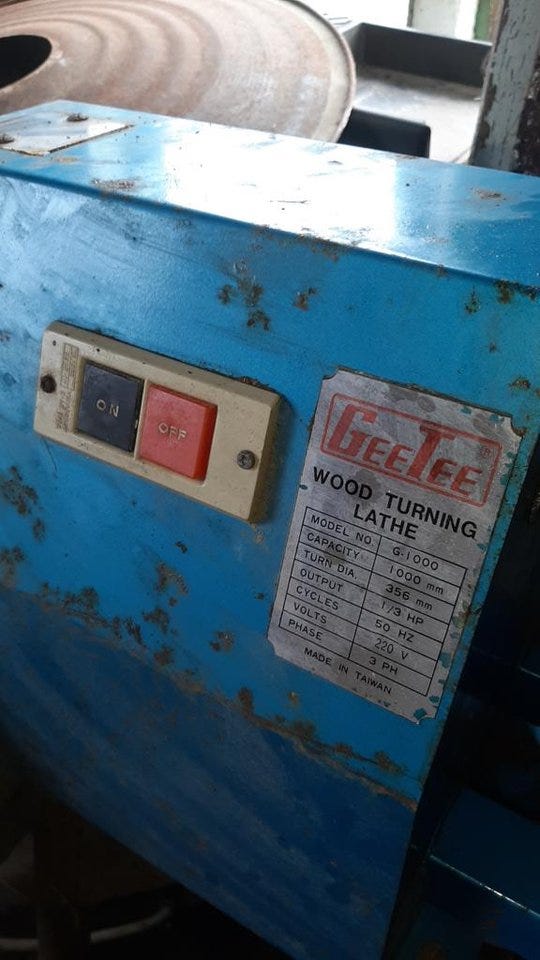 ON
OFF
GEETEE ®
WOOD TURNING
LATHE
MODEL NO. G-1000
CAPACITY 1000 mm
TURN DIA. 356 mm
OUTPUT 1/3 HP
CYCLES 50 HZ
VOLTS 220 V
PHASE 3 PH
MADE IN TAIWAN